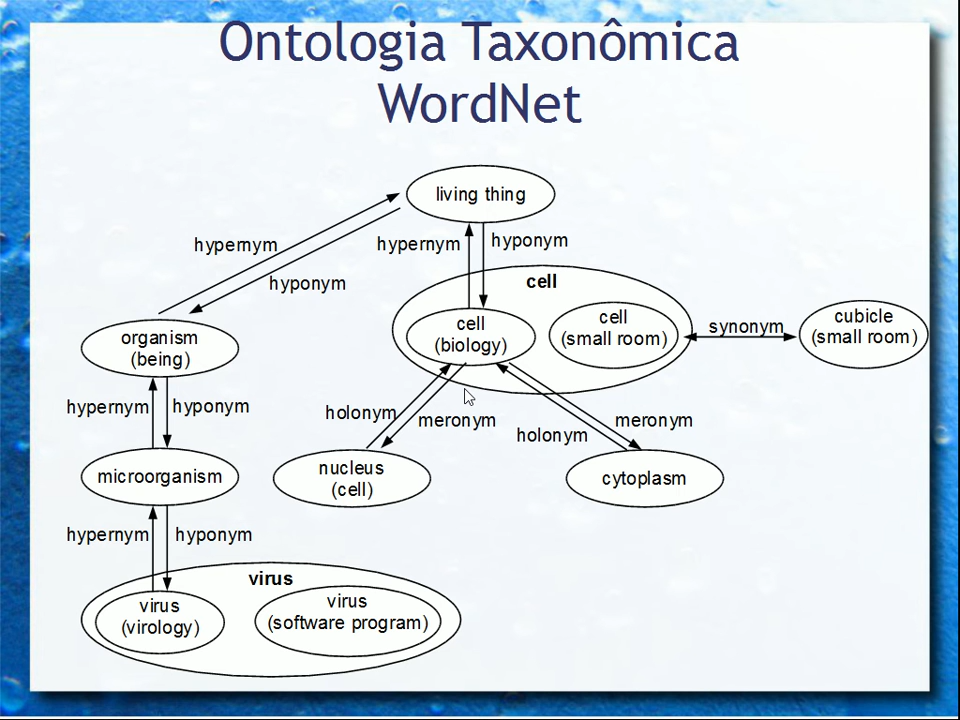 Ontologia Taxonômica
WordNet
living thing
hypernym
hyponym
hypernym
hyponym
cell
cell
(biology)
cell
(small room)
synonym
cubicle
(small room)
organism
(being)
hypernym
hyponym
holonym
meronym
holonym
meronym
microorganism
nucleus
(cell)
cytoplasm
hypernym
hyponym
virus
virus
(virology)
virus
(software program)